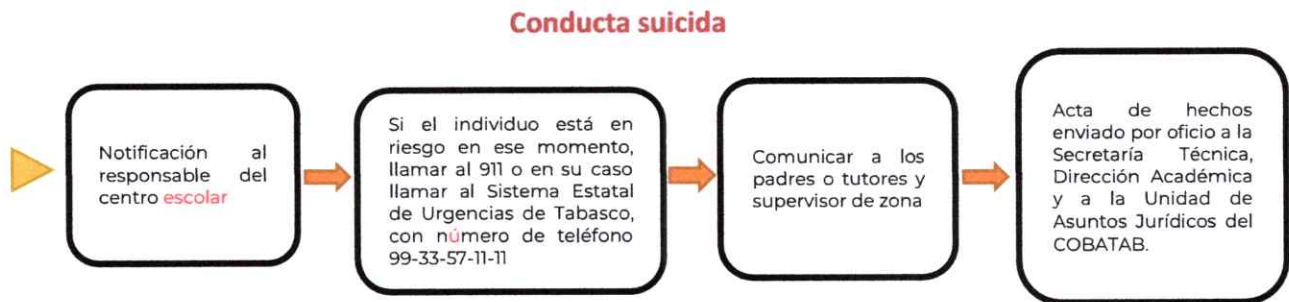 Conducta suicida
Notificación al
responsable del
centro escolar
Si el individuo está en
riesgo en ese momento,
llamar al 911 o en su caso
llamar al Sistema Estatal
de Urgencias de Tabasco,
con número de teléfono
99-33-57-11-11
Comunicar a los
padres o tutores y
supervisor de zona
Acta de hechos
enviado por oficio a la
Secretaría Técnica,
Dirección Académica
y a la Unidad de
Asuntos Jurídicos del
COBATAB.